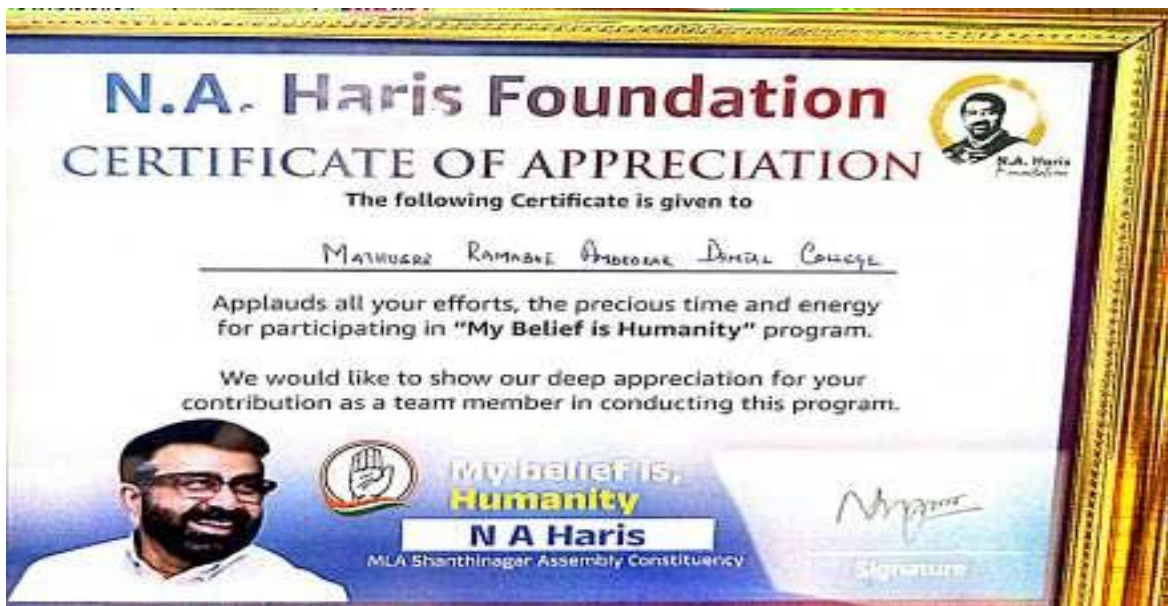 N.A. Haris Foundation
N.A. Haris
Foundation
CERTIFICATE OF APPRECIATION
The following Certificate is given to
Dental College
Applauds all your efforts, the precious time and energy
for participating in "My Belief is Humanity" program.
We would like to show our deep appreciation for your
contribution as a team member in conducting this program.
My belief is,
Humanity
N A Haris
MLA Shanthinagar Assembly Constituency
Signature